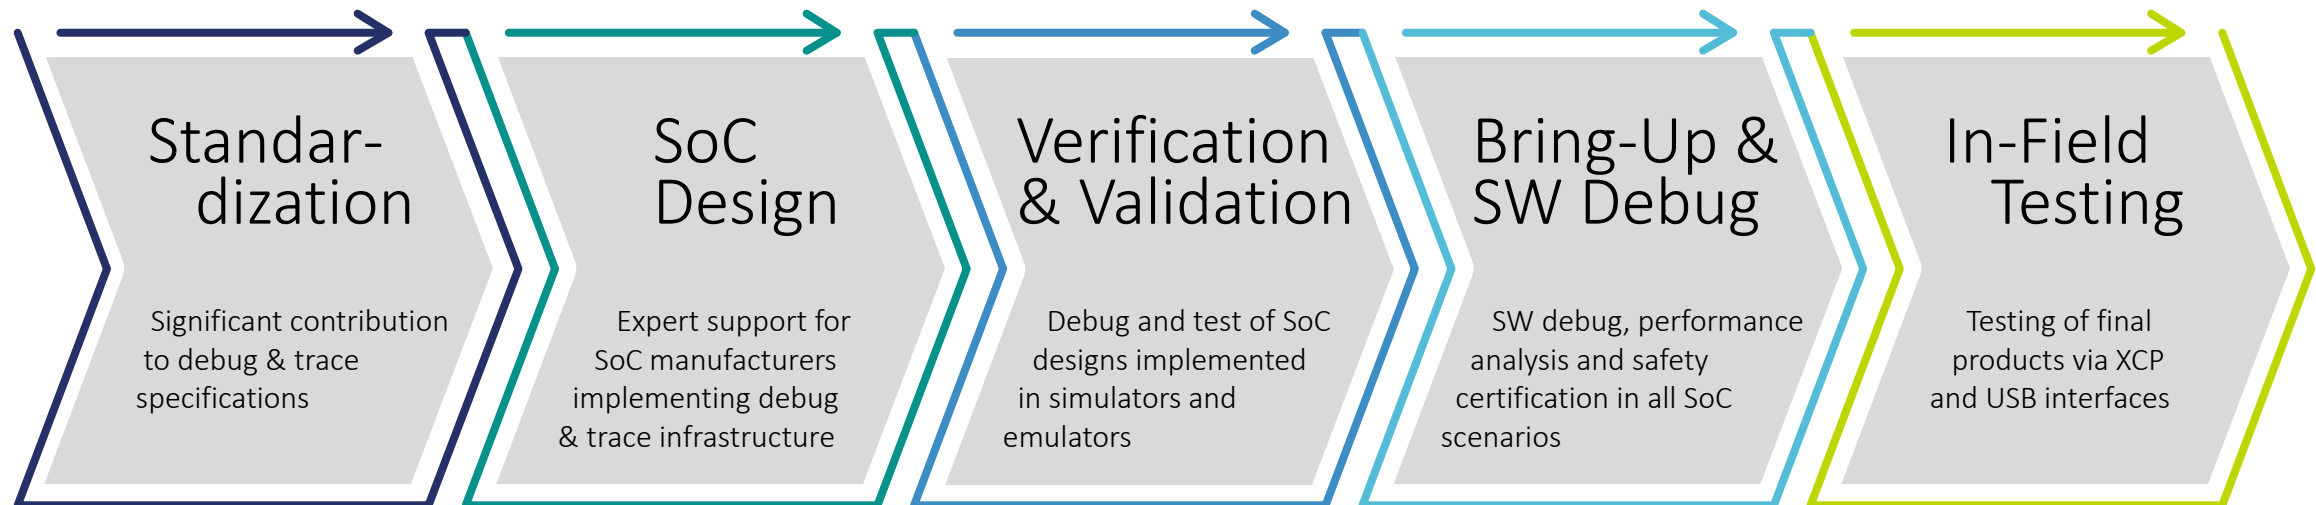 Standar-
dization
Significant contribution
to debug & trace
specifications
SoC
Design
Expert support for
SoC manufacturers
implementing debug
& trace infrastructure
Verification
& Validation
Debug and test of SoC
designs implemented
in simulators and
emulators
Bring-Up &
SW Debug
SW debug, performance
analysis and safety
certification in all SoC
scenarios
In-Field
Testing
Testing of final
products via XCP
and USB interfaces